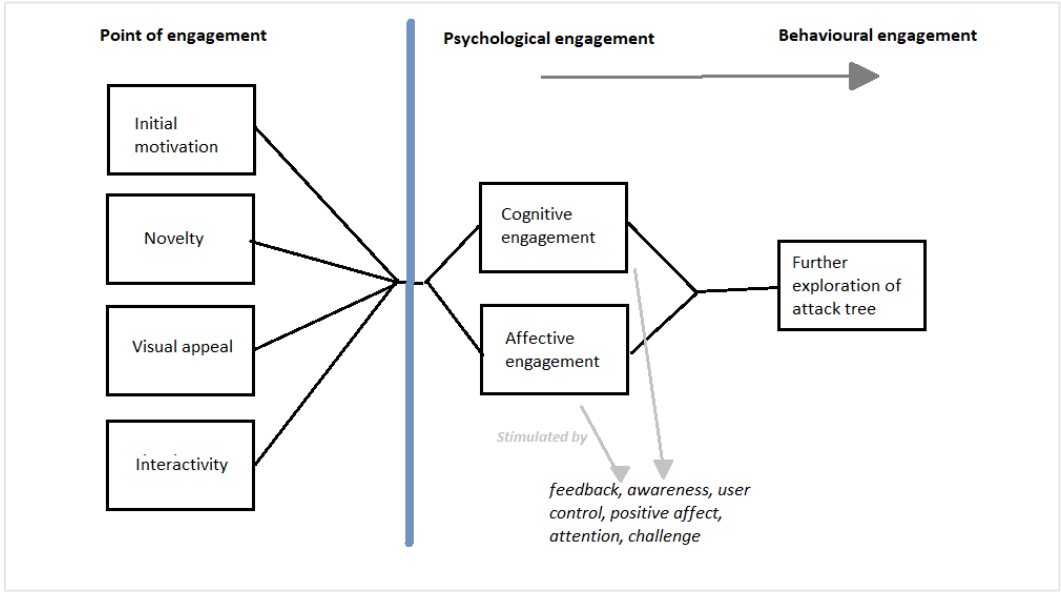 Point of engagement
Psychological engagement
Behavioural engagement
Initial
motivation
Novelty
Visual appeal
Interactivity
Cognitive
engagement
Affective
engagement
Further
exploration of
attack tree
Stimulated by
feedback, awareness, user
control, positive affect,
attention, challenge